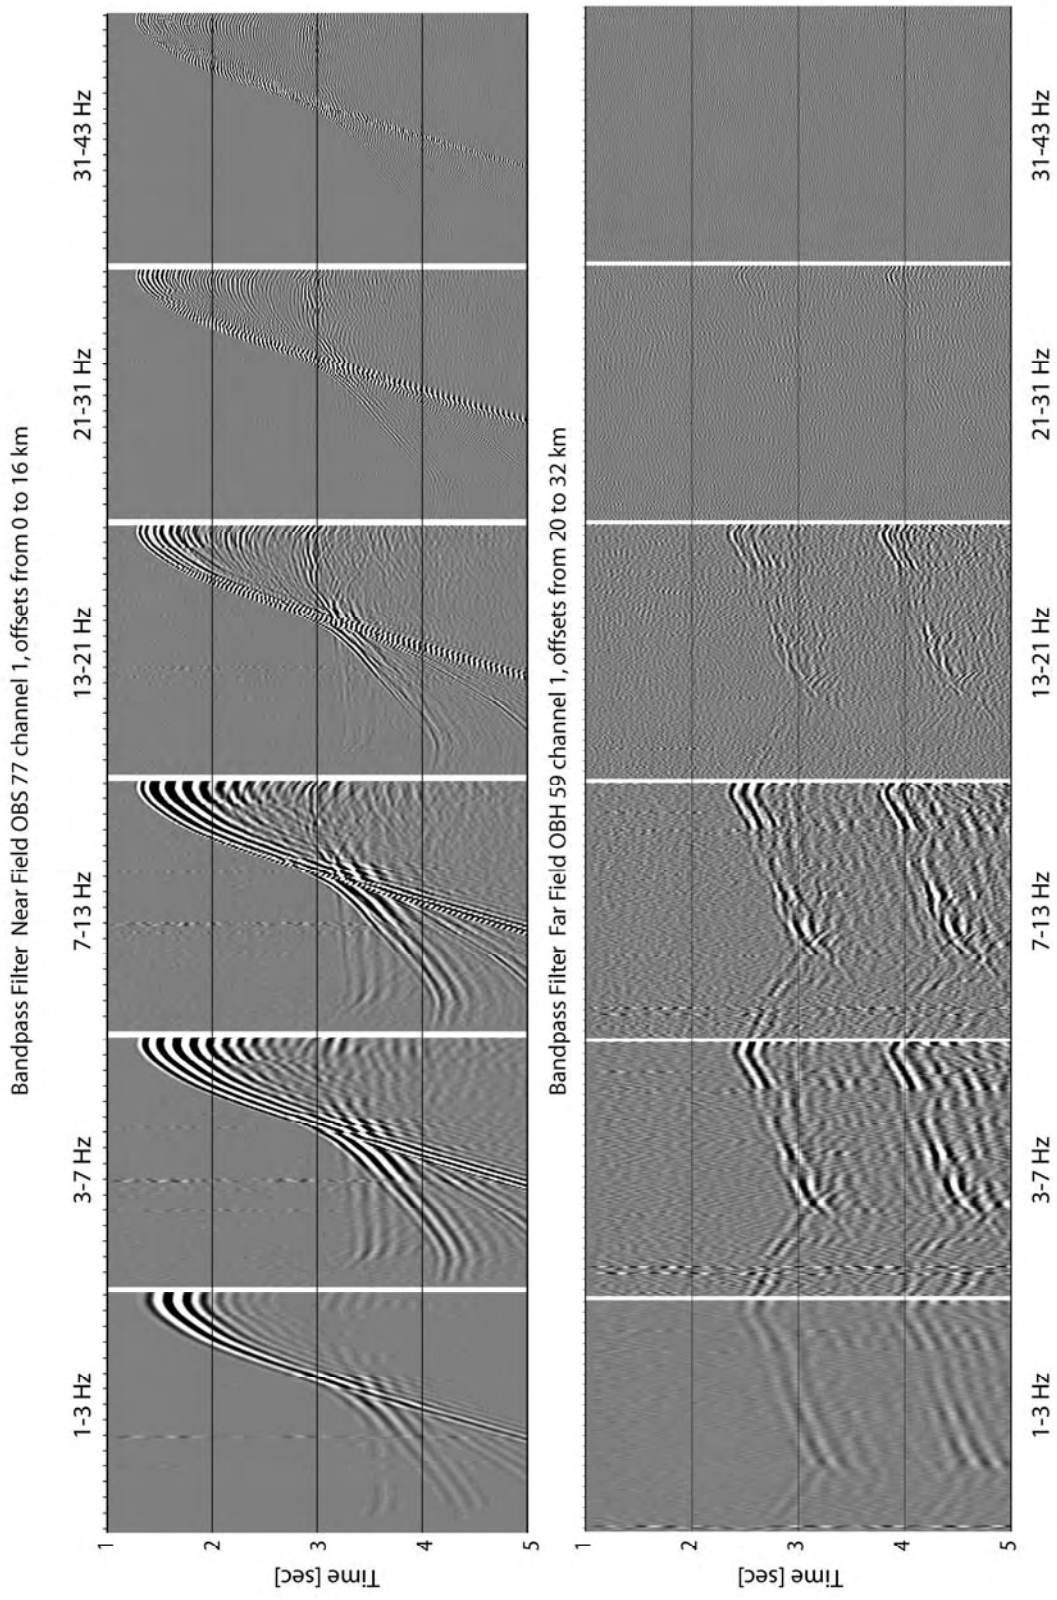 Bandpass Filter Near Field OBS 77 channel 1, offsets from 0 to 16 km
1-3 Hz
3-7 Hz
7-13 Hz
13-21 Hz
21-31 Hz
31-43 Hz
1
2
3
4
5
Time [sec]
Bandpass Filter Far Field OBH 59 channel 1, offsets from 20 to 32 km
1
2
3
4
5
Time [sec]
1-3 Hz
3-7 Hz
7-13 Hz
13-21 Hz
21-31 Hz
31-43 Hz